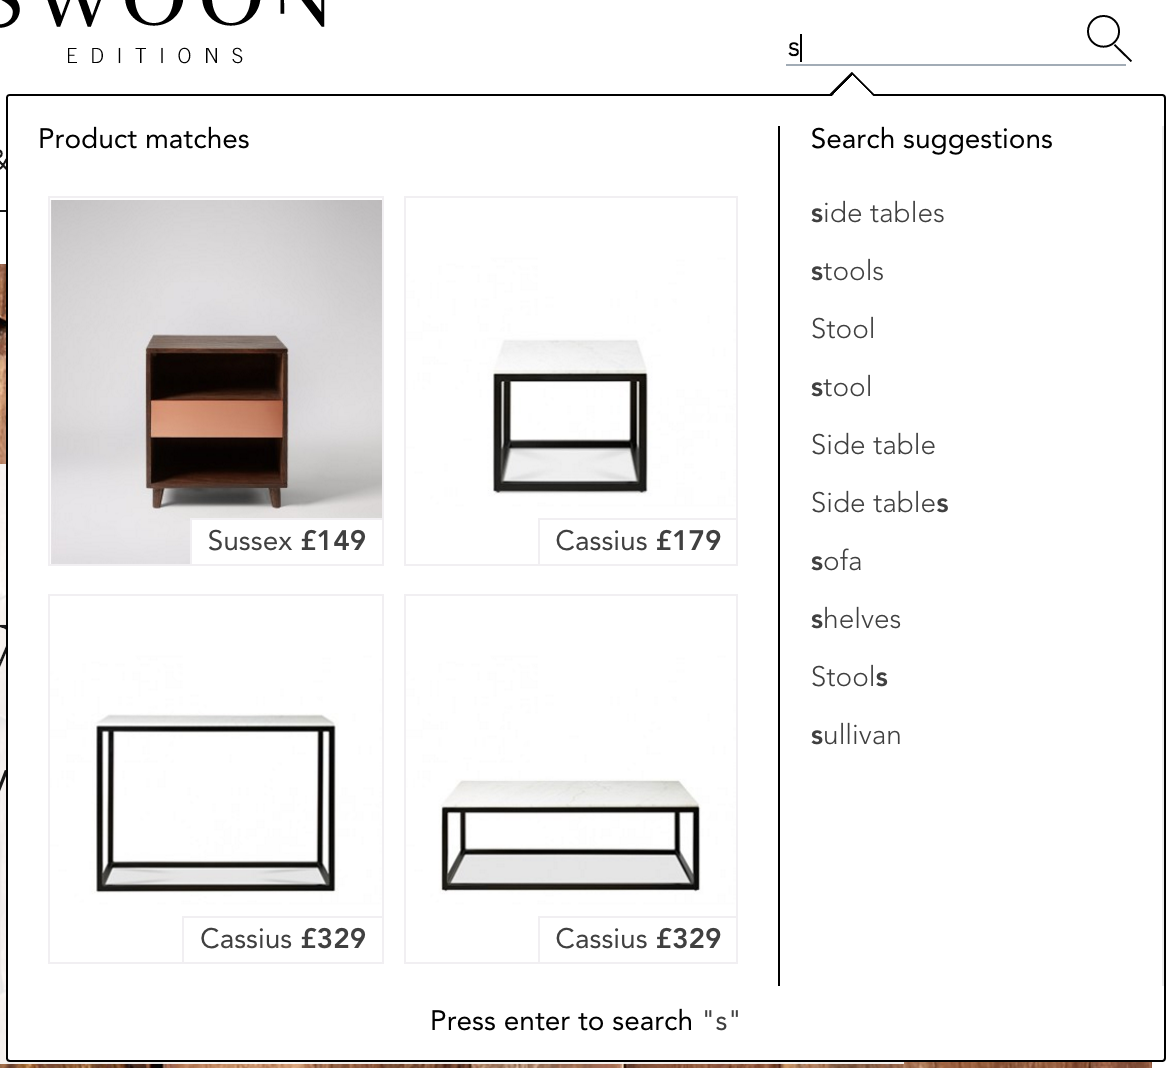 SWOON
EDITIONS
s
&
Product matches
Sussex £149
Cassius £179
Cassius £329
Cassius £329
Search suggestions
side tables
stools
Stool
stool
Side table
Side tables
sofa
shelves
Stools
sullivan
Press enter to search "s"